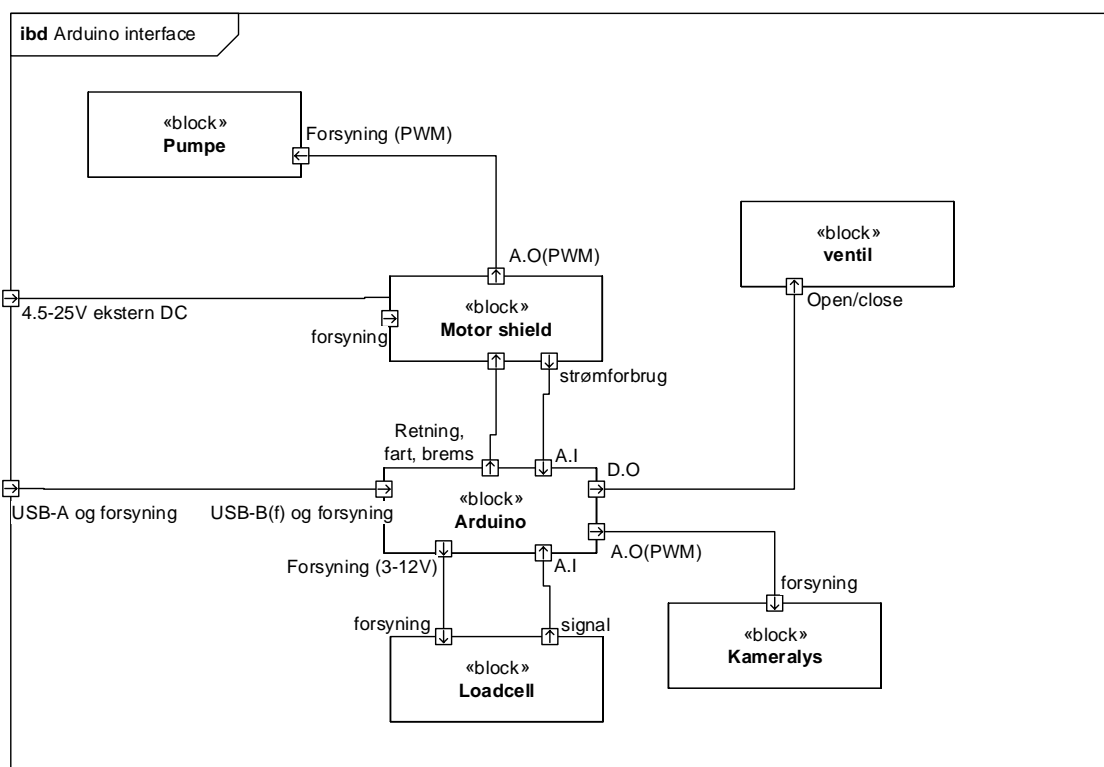 ibd Arduino interface
«block»
Pumpe
Forsyning (PWM)
A.O(PWM)
«block»
ventil
Open/close
4.5-25V ekstern DC
forsyning
«block»
Motor shield
strømforbrug
Retning,
fart, brems
A.I
D.O
USB-A og forsyning
USB-B(f) og forsyning
«block»
Arduino
A.O(PWM)
Forsyning (3-12V)
A.I
forsyning
signal
«block»
Loadcell
forsyning
«block»
Kameralys